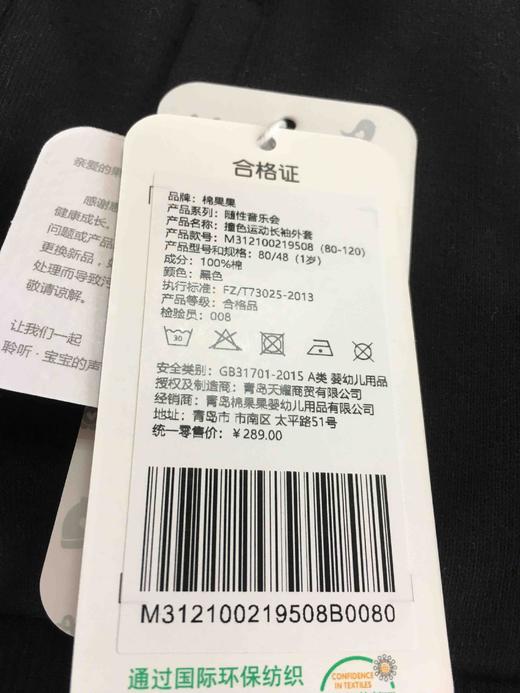 合格证
品牌: 棉果果
产品系列: 随性音乐会
产品名称: 撞色运动长袖外套
产品款号: M312100219508 (80-120)
产品型号和规格: 80/48 (1岁)
成分: 100%棉
颜色: 黑色
执行标准: FZ/T73025-2013
产品等级: 合格品
检验员: 008
30
安全类别: GB31701-2015 A类 婴幼儿用品
授权及制造商: 青岛天耀商贸有限公司
经销商: 青岛棉果果婴幼儿用品有限公司
地址: 青岛市 市南区 太平路51号
统一零售价: ¥289.00
M312100219508B0080
通过国际环保纺织
CONFIDENCE
IN TEXTILES
亲爱的果
感谢
健康成长。
问题或产品
更换新品,
处理而导致
敬请谅解。
让我们一起
聆听·宝宝的声